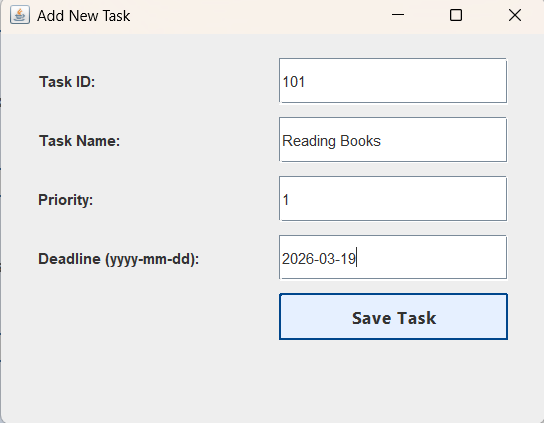 Add New Task
Task ID: 101
Task Name: Reading Books
Priority: 1
Deadline (yyyy-mm-dd): 2026-03-19
Save Task